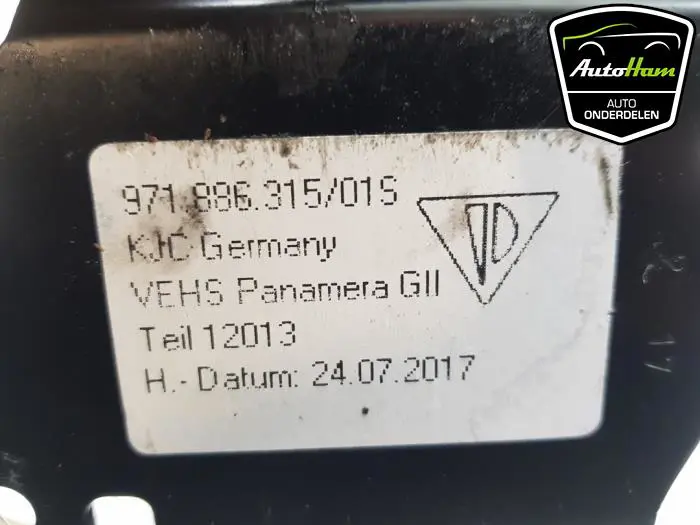 AutoHam
AUTO
ONDERDELEN
971.886.315/01S
KJC Germany
VEHS Panamera GII
Teil 12013
H.- Datum: 24.07.2017